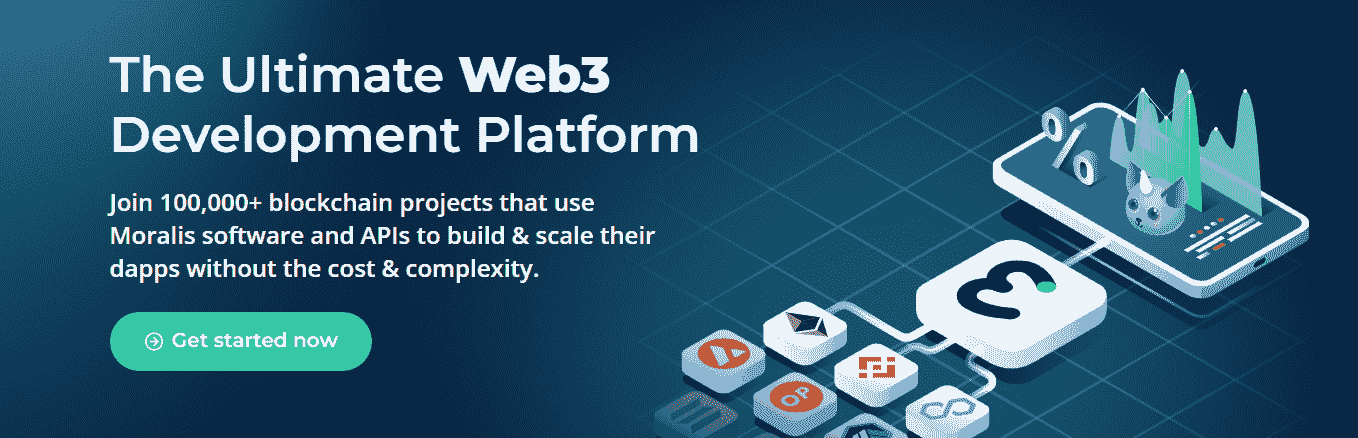 The Ultimate Web3
Development Platform
Join 100,000+ blockchain projects that use
Moralis software and APIs to build & scale their
dapps without the cost & complexity.
Get started now
%
OP